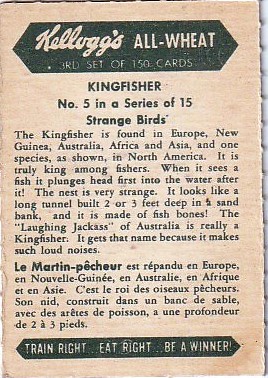 Kellogg's ALL-WHEAT
3RD SET OF 150 CARDS
KINGFISHER
No. 5 in a Series of 15
Strange Birds
The Kingfisher is found in Europe, New
Guinea, Australia, Africa and Asia, and one
species, as shown, in North America. It is
truly king among fishers. When it sees a
fish it plunges head first into the water after
it! The nest is very strange. It looks like a
long tunnel built 2 or 3 feet deep in a sand
bank, and it is made of fish bones! The
"Laughing Jackass" of Australia is really a
Kingfisher. It gets that name because it makes
such loud noises.
Le Martin-pêcheur est répandu en Europe,
en Nouvelle-Guinée, en Australie, en Afrique
et en Asie. C'est le roi des oiseaux pêcheurs.
Son nid, construit dans un banc de sable,
avec des arêtes de poisson, a une profondeur
de 2 à 3 pieds.
TRAIN RIGHT.. EAT RIGHT...BE A WINNER!